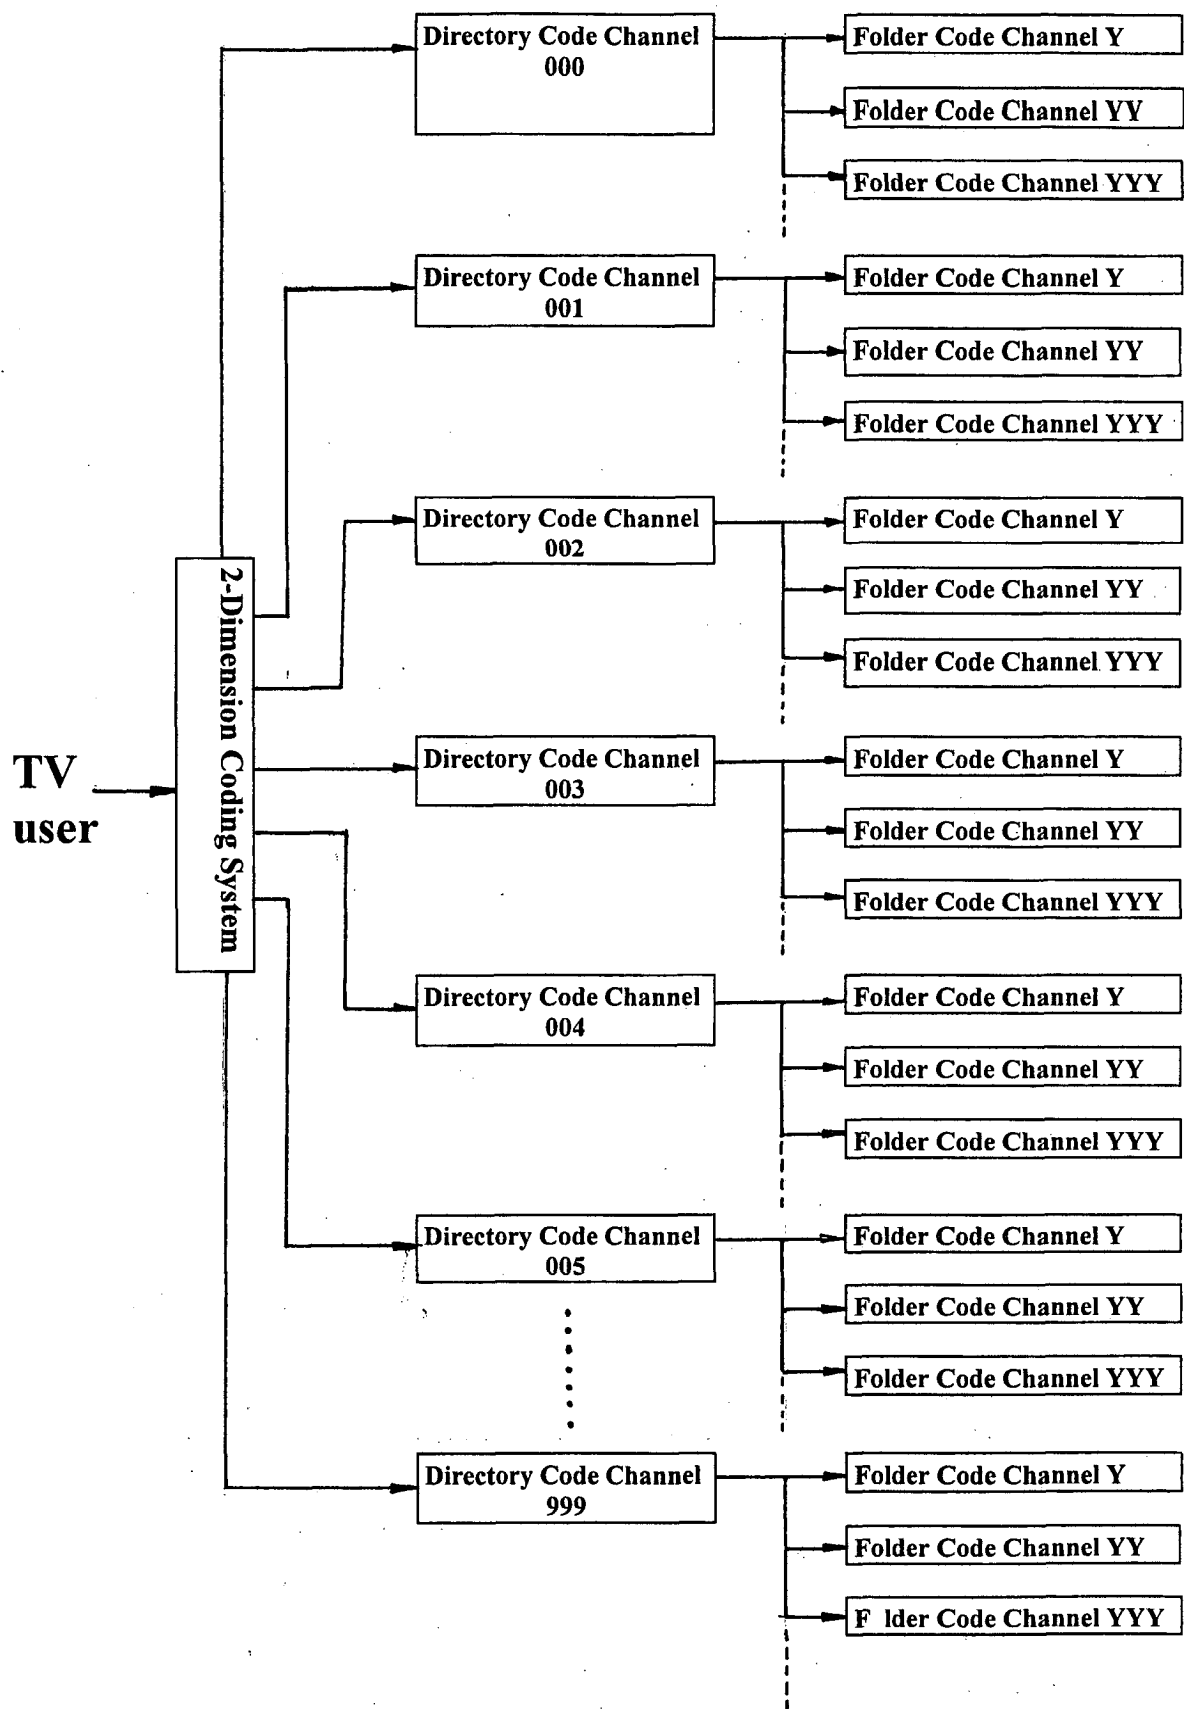 TV
user
2-Dimension Coding System
Directory Code Channel
000
Folder Code Channel Y
Folder Code Channel YY
Folder Code Channel YYY
Directory Code Channel
001
Folder Code Channel Y
Folder Code Channel YY
Folder Code Channel YYY
Directory Code Channel
002
Folder Code Channel Y
Folder Code Channel YY
Folder Code Channel YYY
Directory Code Channel
003
Folder Code Channel Y
Folder Code Channel YY
Folder Code Channel YYY
Directory Code Channel
004
Folder Code Channel Y
Folder Code Channel YY
Folder Code Channel YYY
Directory Code Channel
005
Folder Code Channel Y
Folder Code Channel YY
Folder Code Channel YYY
Directory Code Channel
999
Folder Code Channel Y
Folder Code Channel YY
F lder Code Channel YYY